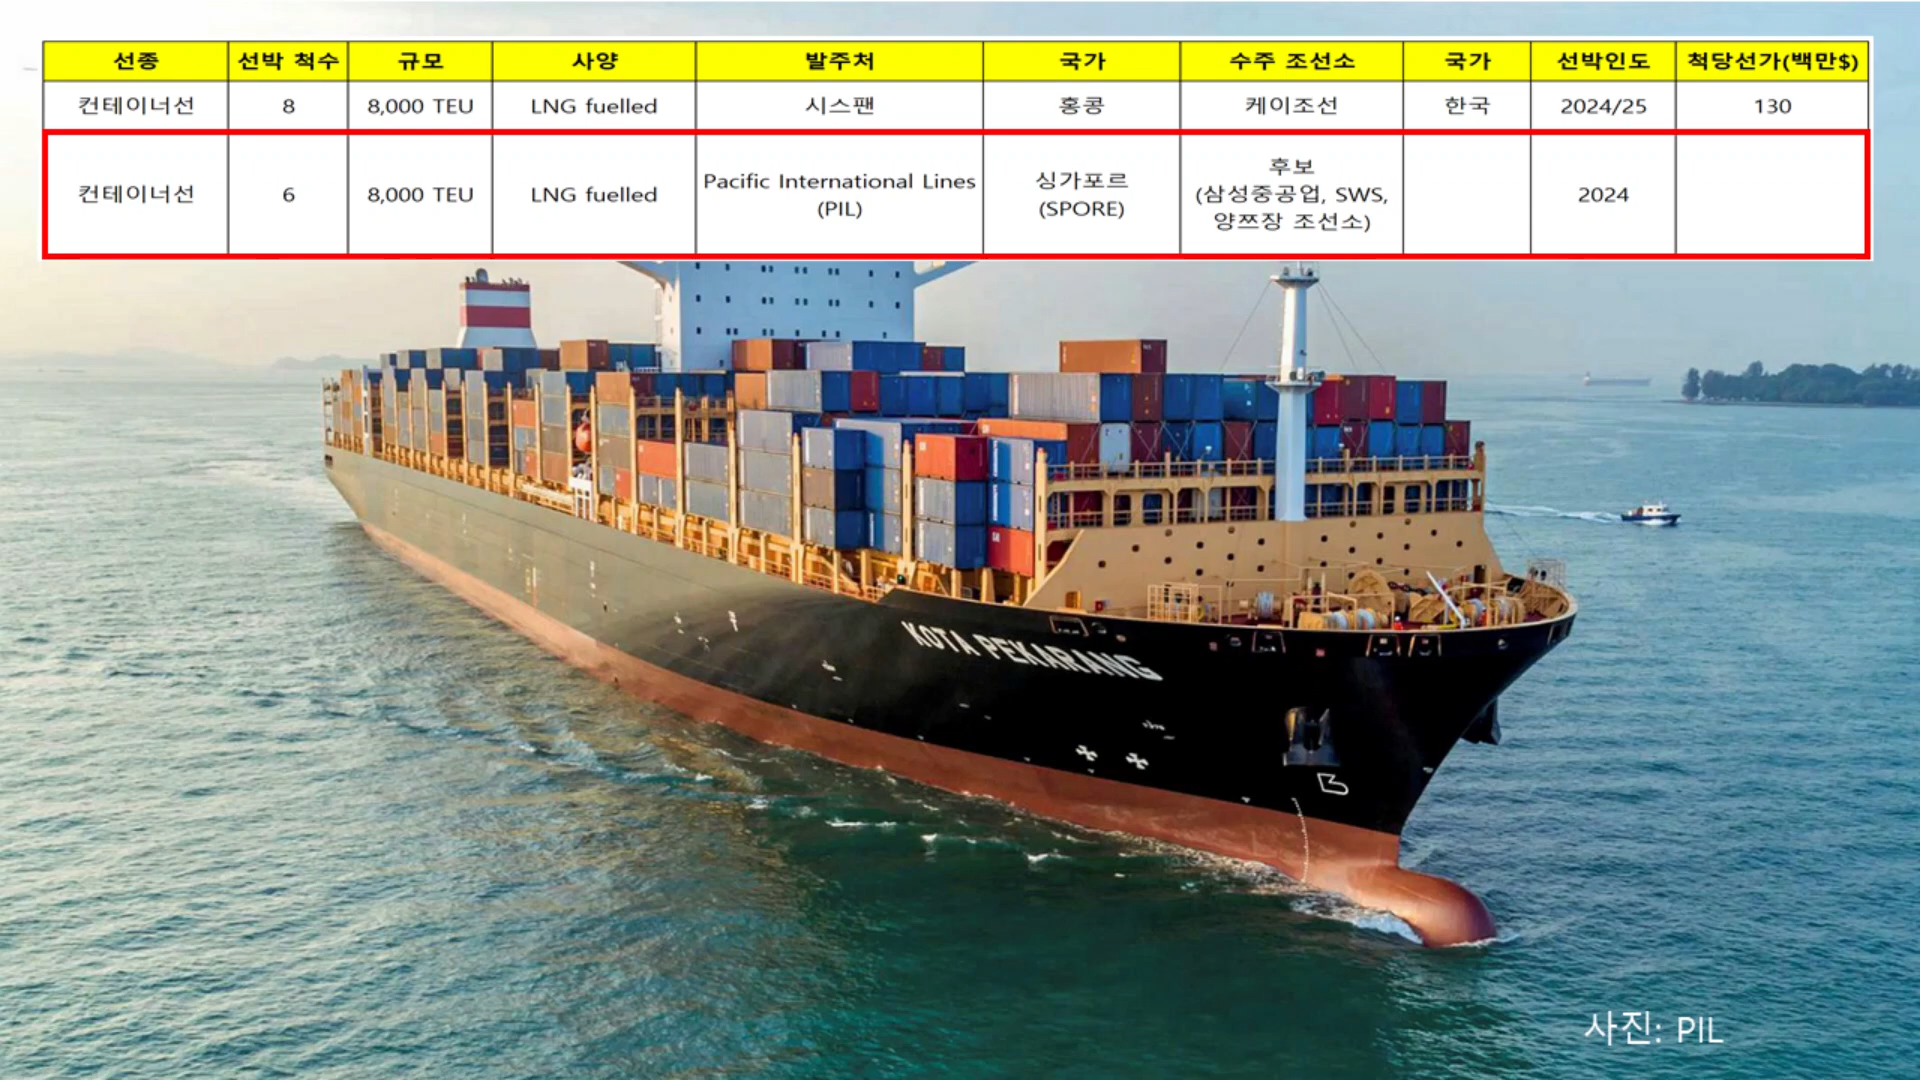 선종 선박 척수 규모 사양 발주처 국가 수주 조선소 국가 선박인도 척당선가(백만$)
컨테이너선 8 8,000 TEU LNG fuelled 시스팬 홍콩 케이조선 한국 2024/25 130
컨테이너선 6 8,000 TEU LNG fuelled Pacific International Lines (PIL) 싱가포르 (SPORE) 후보 (삼성중공업, SWS, 양쯔장 조선소) 2024
KOTA PEKARANG
사진: PIL